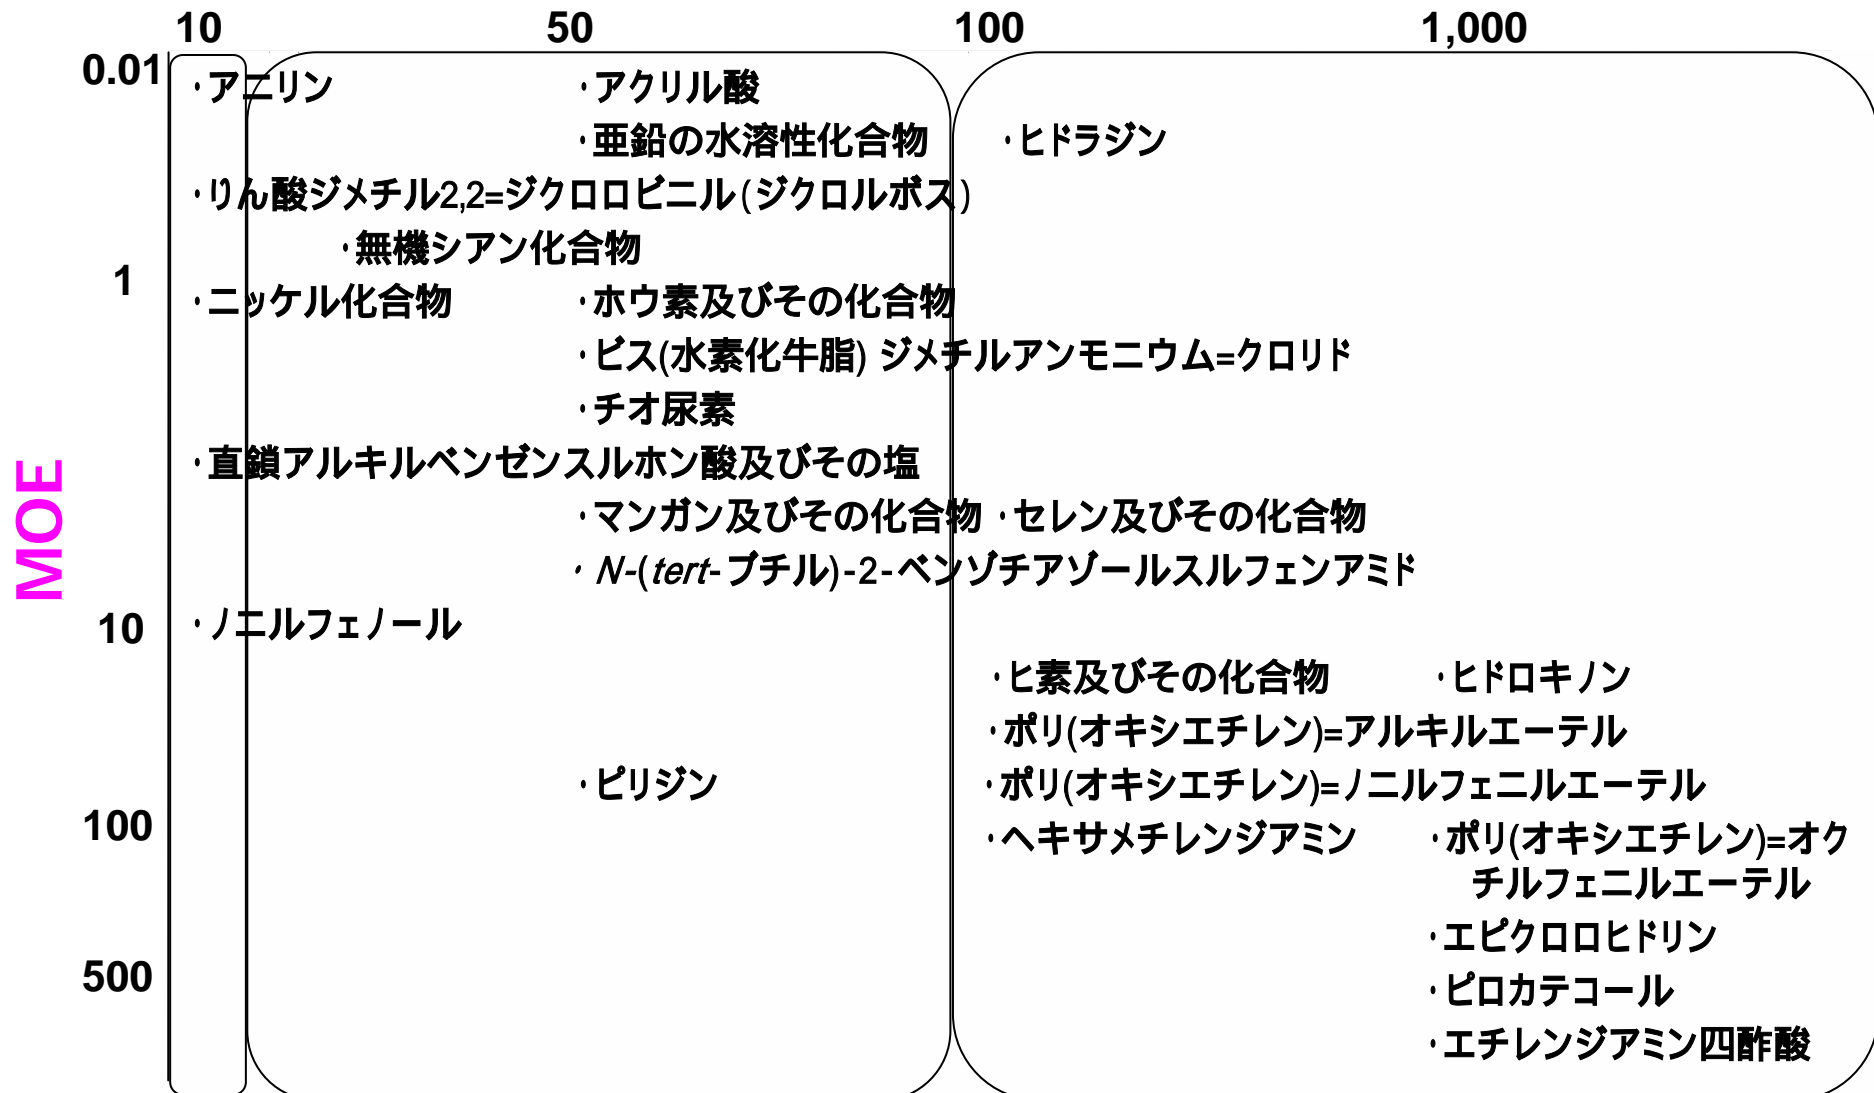 10 50 100 1,000
0.01 ・アニリン ・アクリル酸
・亜鉛の水溶性化合物 ・ヒドラジン
・りん酸ジメチル2,2=ジクロロビニル(ジクロルボス)
・無機シアン化合物
1
・ニッケル化合物 ・ホウ素及びその化合物
・ビス(水素化牛脂) ジメチルアンモニウム=クロリド
・チオ尿素
・直鎖アルキルベンゼンスルホン酸及びその塩
MOE
・マンガン及びその化合物 ・セレン及びその化合物
・N-(tert-ブチル)-2-ベンゾチアゾールスルフェンアミド
10 ・ノニルフェノール
・ヒ素及びその化合物 ・ヒドロキノン
・ポリ(オキシエチレン)=アルキルエーテル
・ピリジン ・ポリ(オキシエチレン)=ノニルフェニルエーテル
100 ・ヘキサメチレンジアミン ・ポリ(オキシエチレン)=オク
チルフェニルエーテル
・エピクロロヒドリン
500 ・ピロカテコール
・エチレンジアミン四酢酸